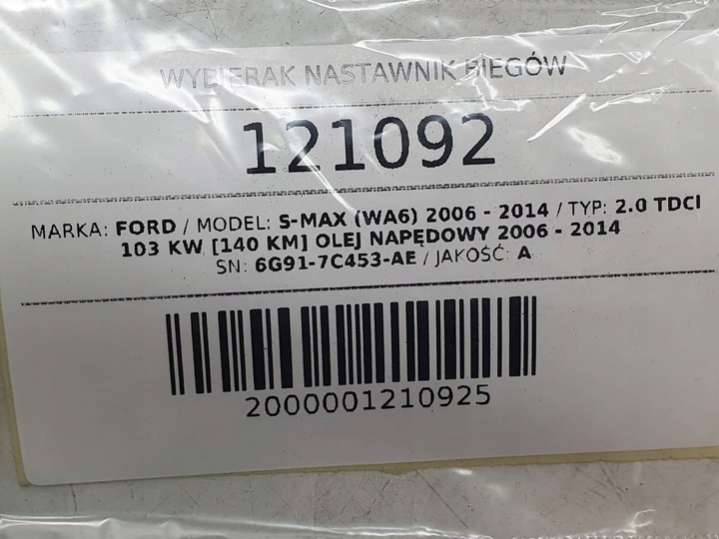 WYBIERAK NASTAWNIK BIEGÓW
121092
MARKA: FORD / MODEL: S-MAX (WA6) 2006 - 2014 / TYP: 2.0 TDCI
103 KW [140 KM] OLEJ NAPĘDOWY 2006 - 2014
SN: 6G91-7C453-AE / JAKOŚĆ: A
2000001210925